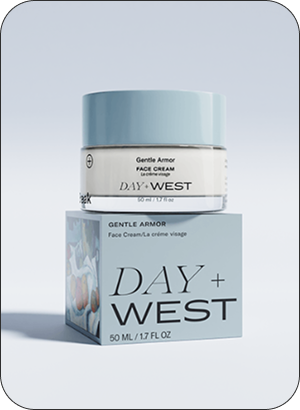 Gentle Armor
FACE CREAM
La crème visage
DAY + WEST
50 ml / 1.7 fl oz
GENTLE ARMOR
Face Cream/La crème visage
DAY +
WEST
50 ML / 1.7 FL OZ